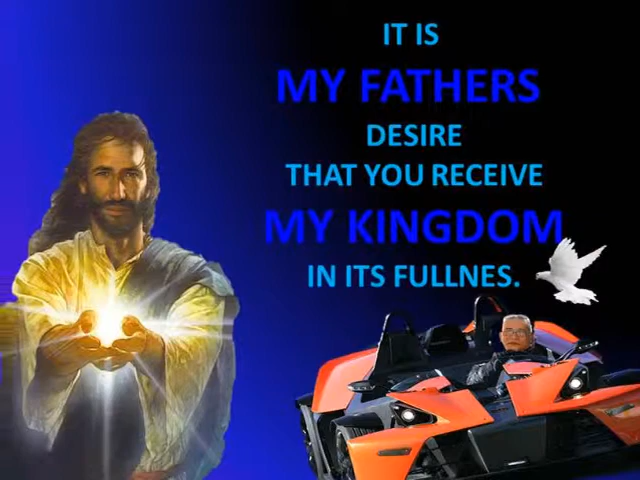 IT IS
MY FATHERS
DESIRE
THAT YOU RECEIVE
MY KINGDOM
IN ITS FULLNES.